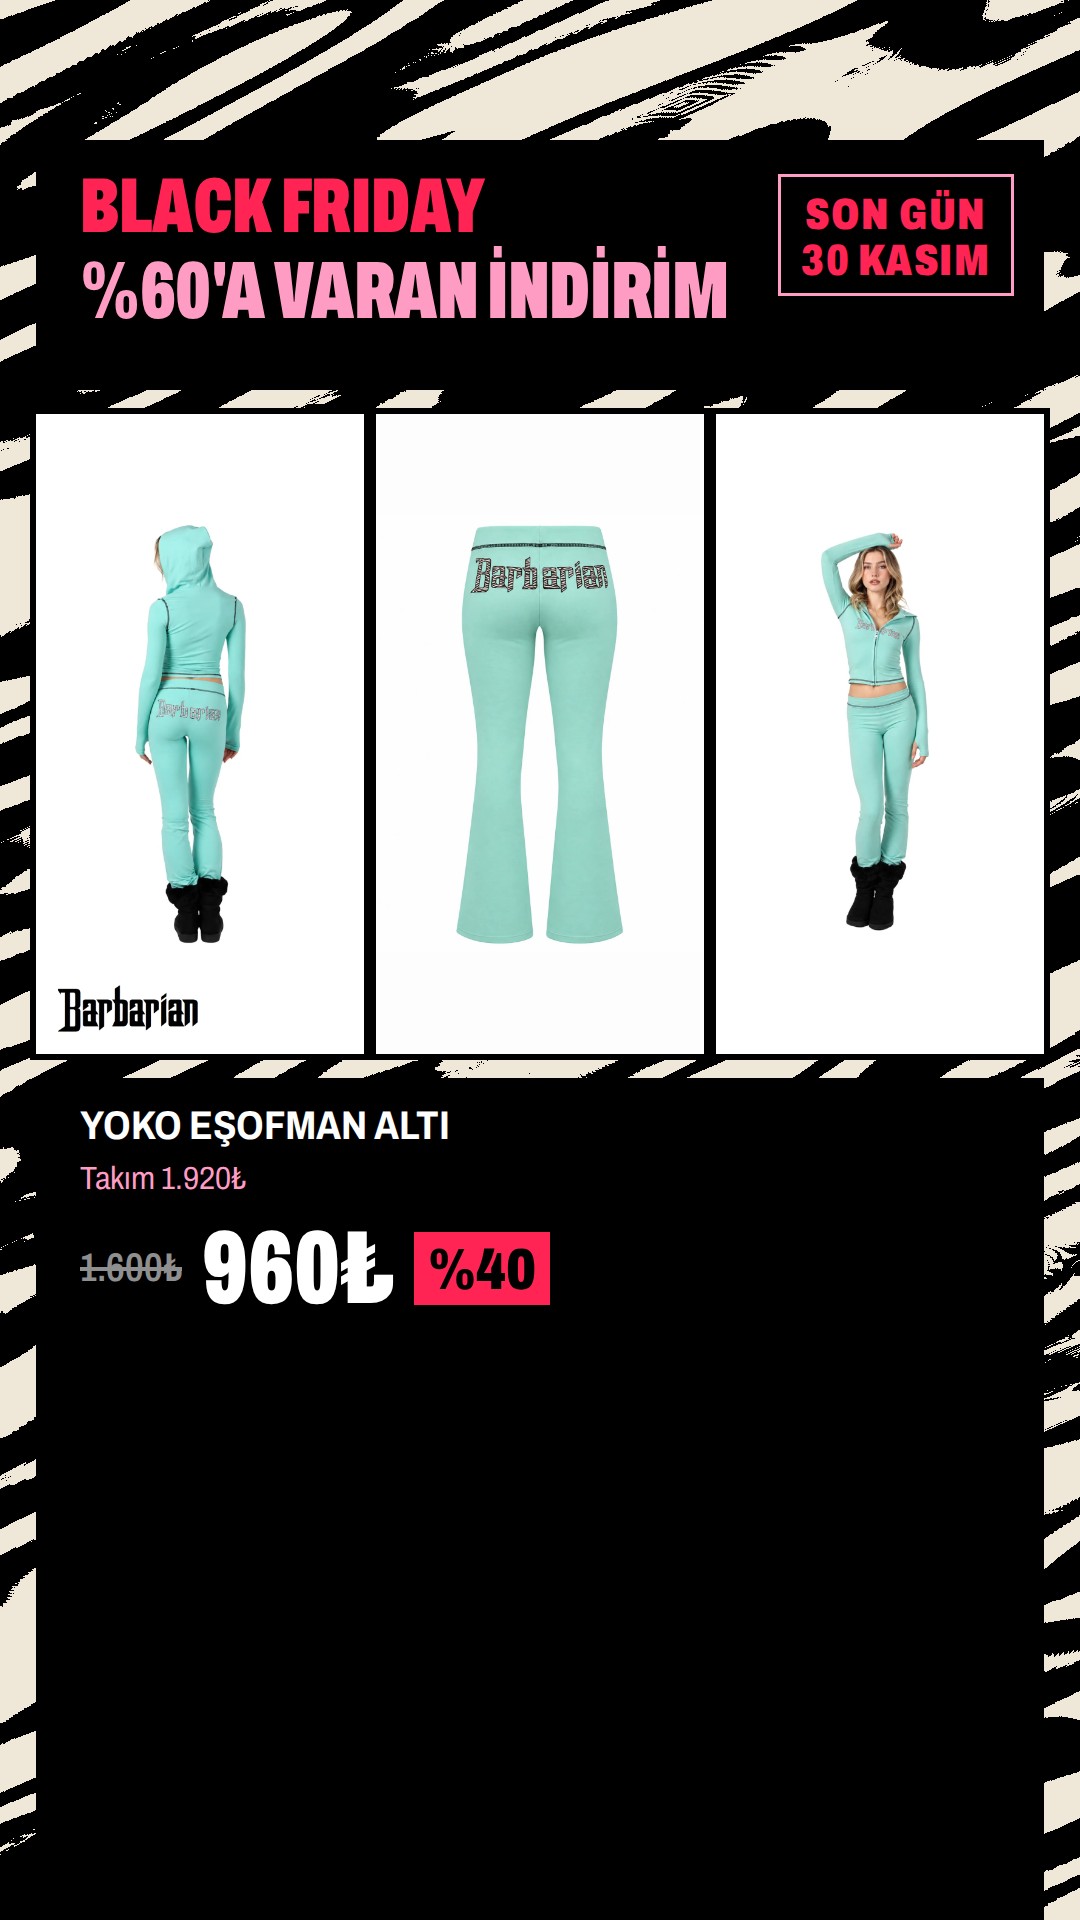 BLACK FRIDAY
%60'A VARAN İNDİRİM
SON GÜN
30 KASIM
Barbarian
Barbarian
Barbarian
Barbarian
YOKO EŞOFMAN ALTI
Takım 1.920₺
1.600₺ 960₺ %40